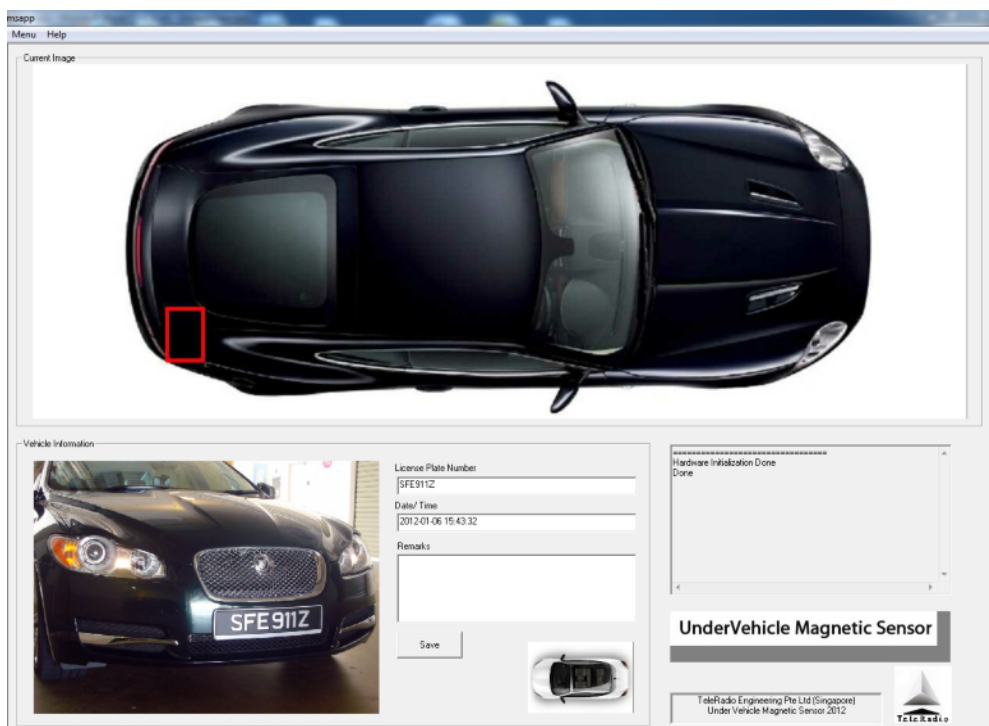 msapp
Menu Help
Current Image
Vehicle Information
SFE 911Z
License Plate Number
SFE911Z
Date/ Time
2012-01-06 15:43:32
Remarks
Save
==================================
Hardware Initialization Done
Done
UnderVehicle Magnetic Sensor
TeleRadio Engineering Pte Ltd (Singapore)
Under Vehicle Magnetic Sensor 2012
TeleRadio